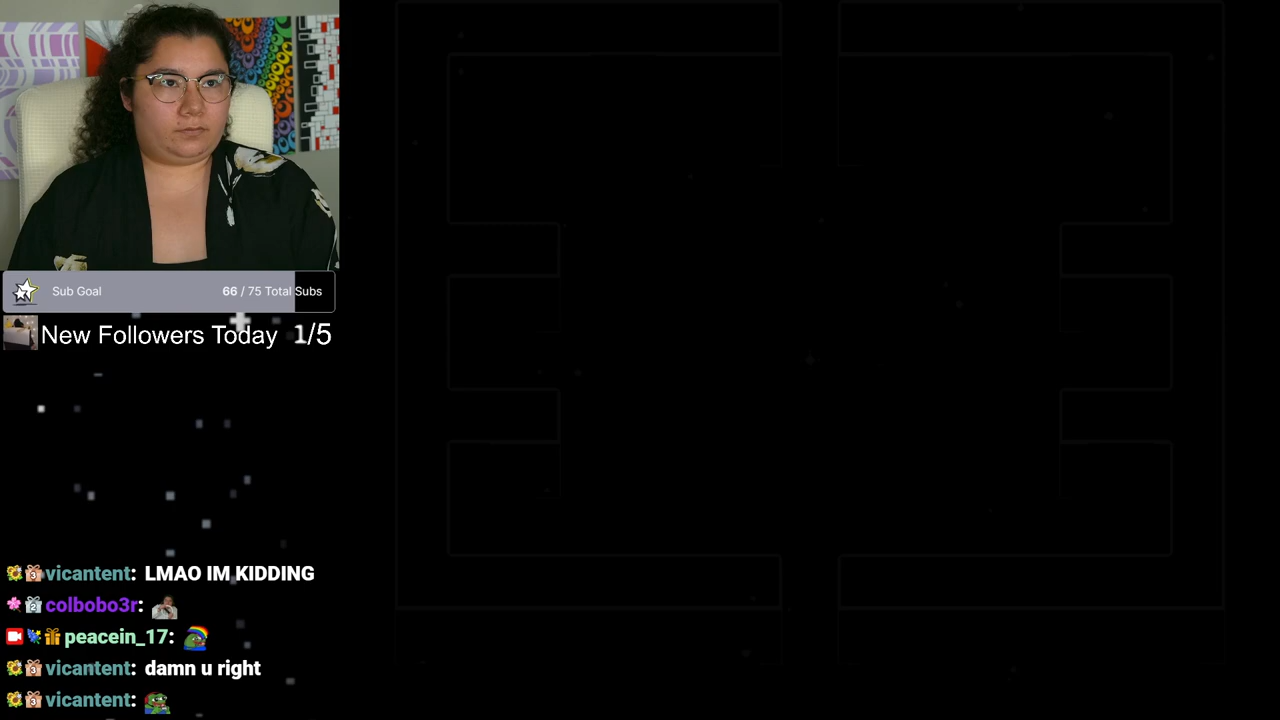 Sub Goal 66 / 75 Total Subs
New Followers Today 1/5
vicantent: LMAO IM KIDDING
colbobo3r:
peacein_17:
vicantent: damn u right
vicantent: